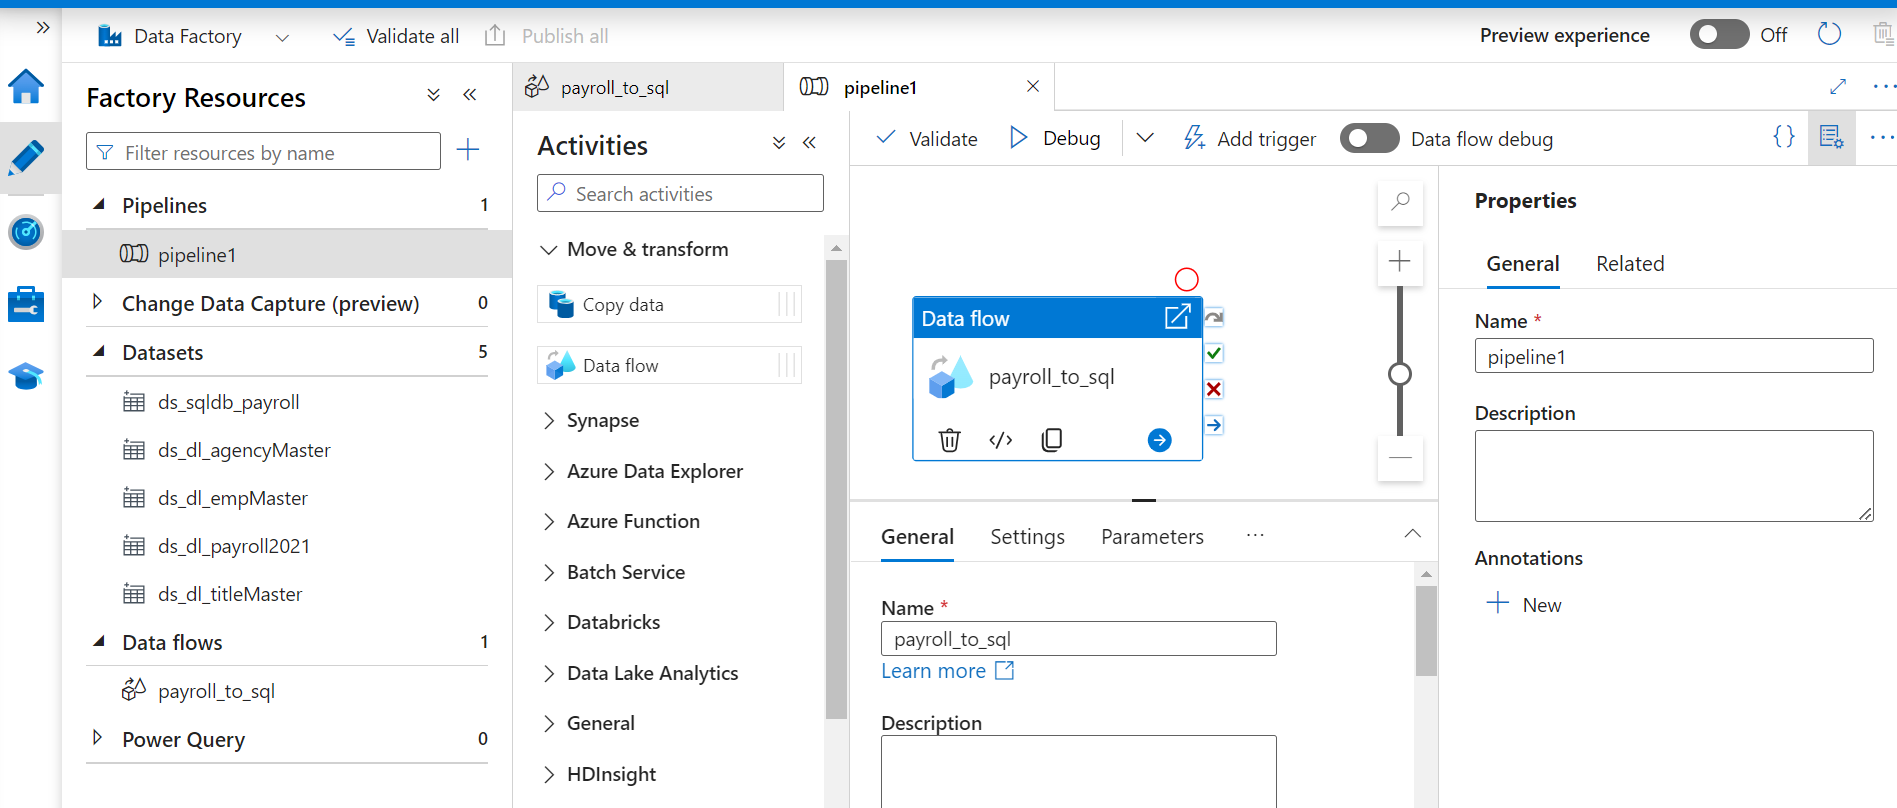 Data Factory
Validate all
Publish all
Preview experience
Off
Factory Resources
Filter resources by name
Pipelines 1
pipeline1
Change Data Capture (preview) 0
Datasets 5
ds_sqldb_payroll
ds_dl_agencyMaster
ds_dl_empMaster
ds_dl_payroll2021
ds_dl_titleMaster
Data flows 1
payroll_to_sql
Power Query 0
payroll_to_sql
pipeline1
Activities
Search activities
Move & transform
Copy data
Data flow
Synapse
Azure Data Explorer
Azure Function
Batch Service
Databricks
Data Lake Analytics
General
HDInsight
Validate
Debug
Add trigger
Data flow debug
Data flow
payroll_to_sql
General Settings Parameters ...
Name *
payroll_to_sql
Learn more
Description
Properties
General Related
Name *
pipeline1
Description
Annotations
New